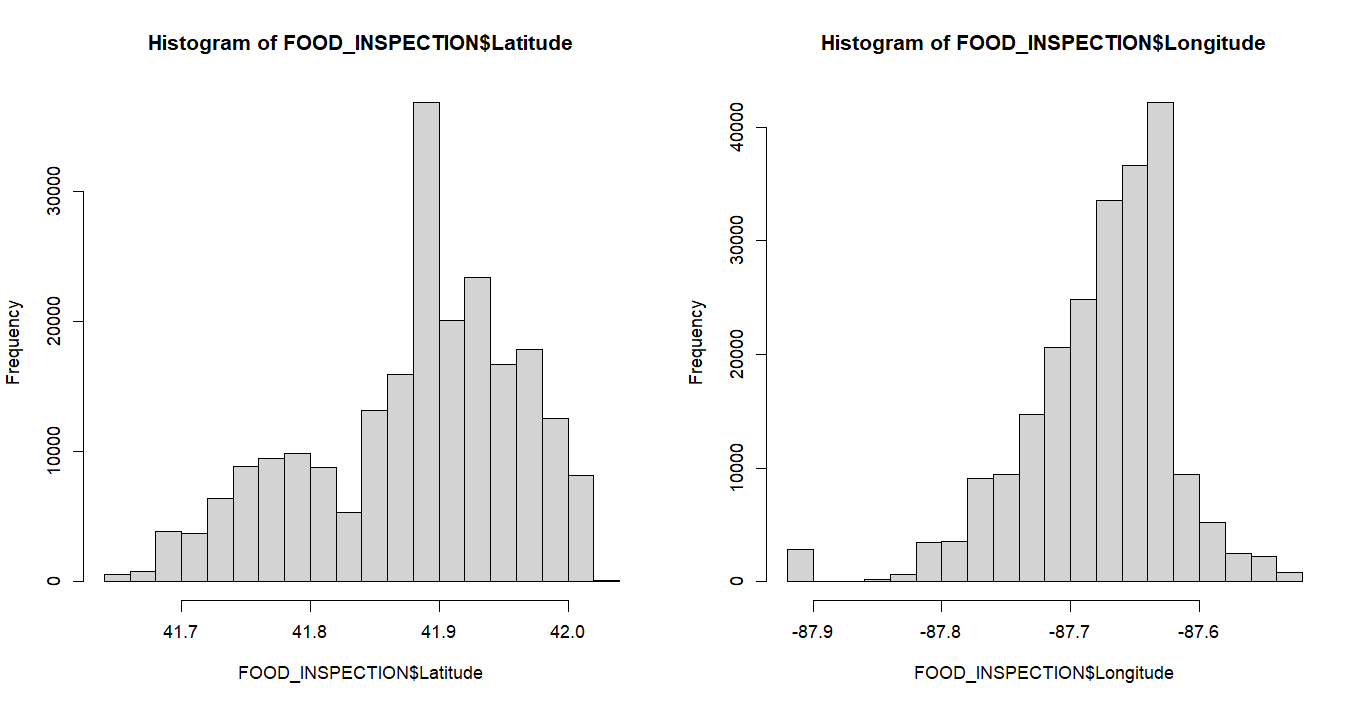 Histogram of FOOD_INSPECTION$Latitude
Frequency
30000
20000
10000
0
41.7 41.8 41.9 42.0
FOOD_INSPECTION$Latitude
Histogram of FOOD_INSPECTION$Longitude
Frequency
40000
30000
20000
10000
0
-87.9 -87.8 -87.7 -87.6
FOOD_INSPECTION$Longitude